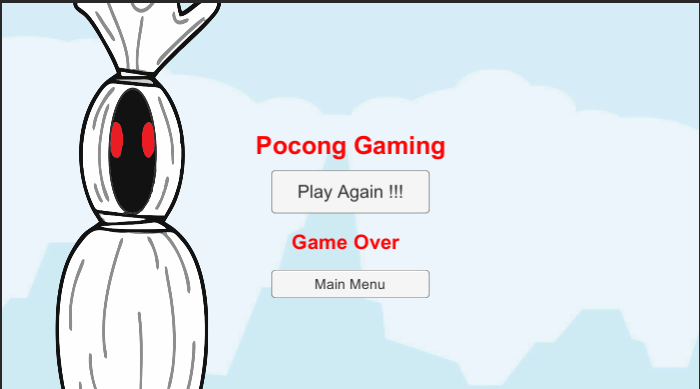 Pocong Gaming
Play Again !!!
Game Over
Main Menu